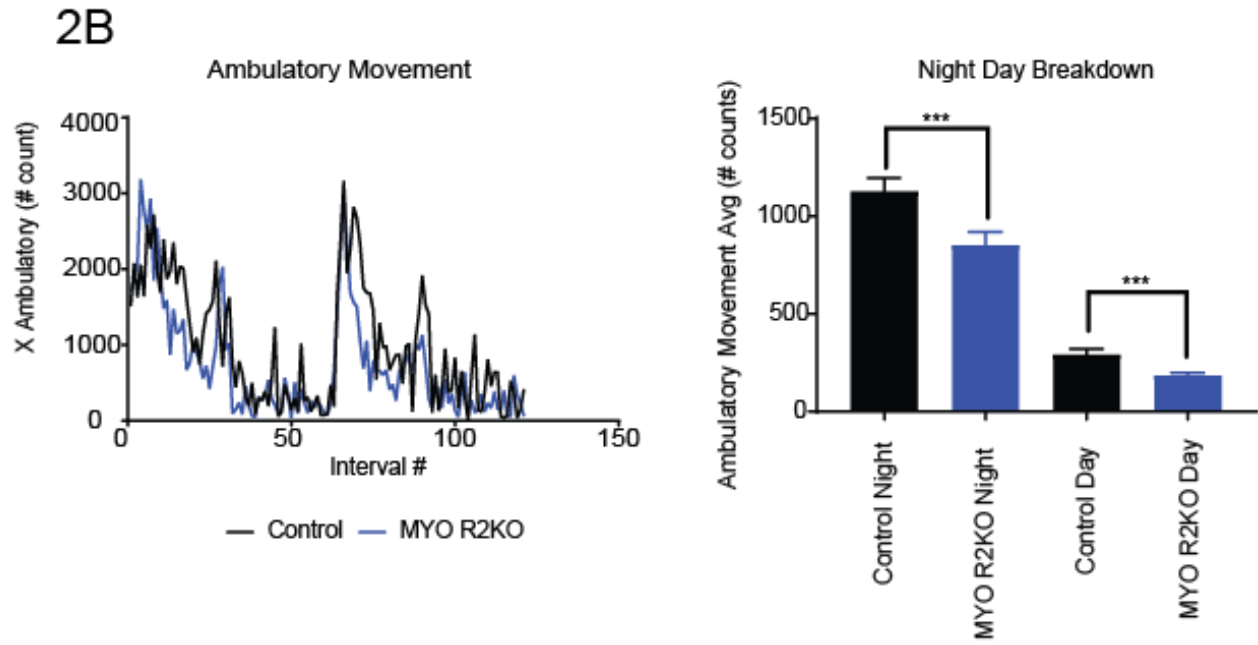 2B
Ambulatory Movement
X Ambulatory (# count)
4000
3000
2000
1000
0
0
50
100
150
Interval #
Control
MYO R2KO
Night Day Breakdown
Ambulatory Movement Avg (# counts)
1500
1000
500
0
***
***
Control Night
MYO R2KO Night
Control Day
MYO R2KO Day